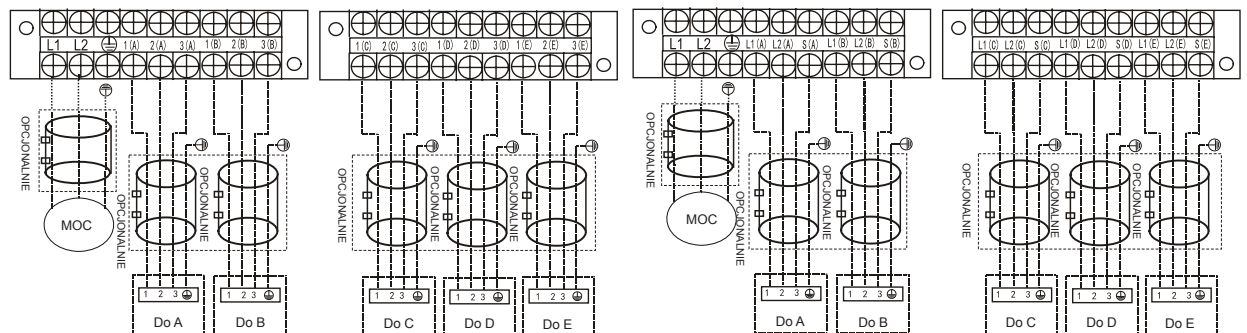 L1 L2 1(A) 2(A) 3(A) 1(B) 2(B) 3(B)
OPCJONALNIE
MOC
OPCJONALNIE
OPCJONALNIE
1 2 3
Do A
1 2 3
Do B
1(C) 2(C) 3(C) 1(D) 2(D) 3(D) 1(E) 2(E) 3(E)
OPCJONALNIE
OPCJONALNIE
OPCJONALNIE
1 2 3
Do C
1 2 3
Do D
1 2 3
Do E
L1 L2 L1(A) L2(A) S(A) L1(B) L2(B) S(B)
OPCJONALNIE
MOC
OPCJONALNIE
OPCJONALNIE
1 2 3
Do A
1 2 3
Do B
L1(C) L2(C) S(C) L1(D) L2(D) S(D) L1(E) L2(E) S(E)
OPCJONALNIE
OPCJONALNIE
OPCJONALNIE
1 2 3
Do C
1 2 3
Do D
1 2 3
Do E